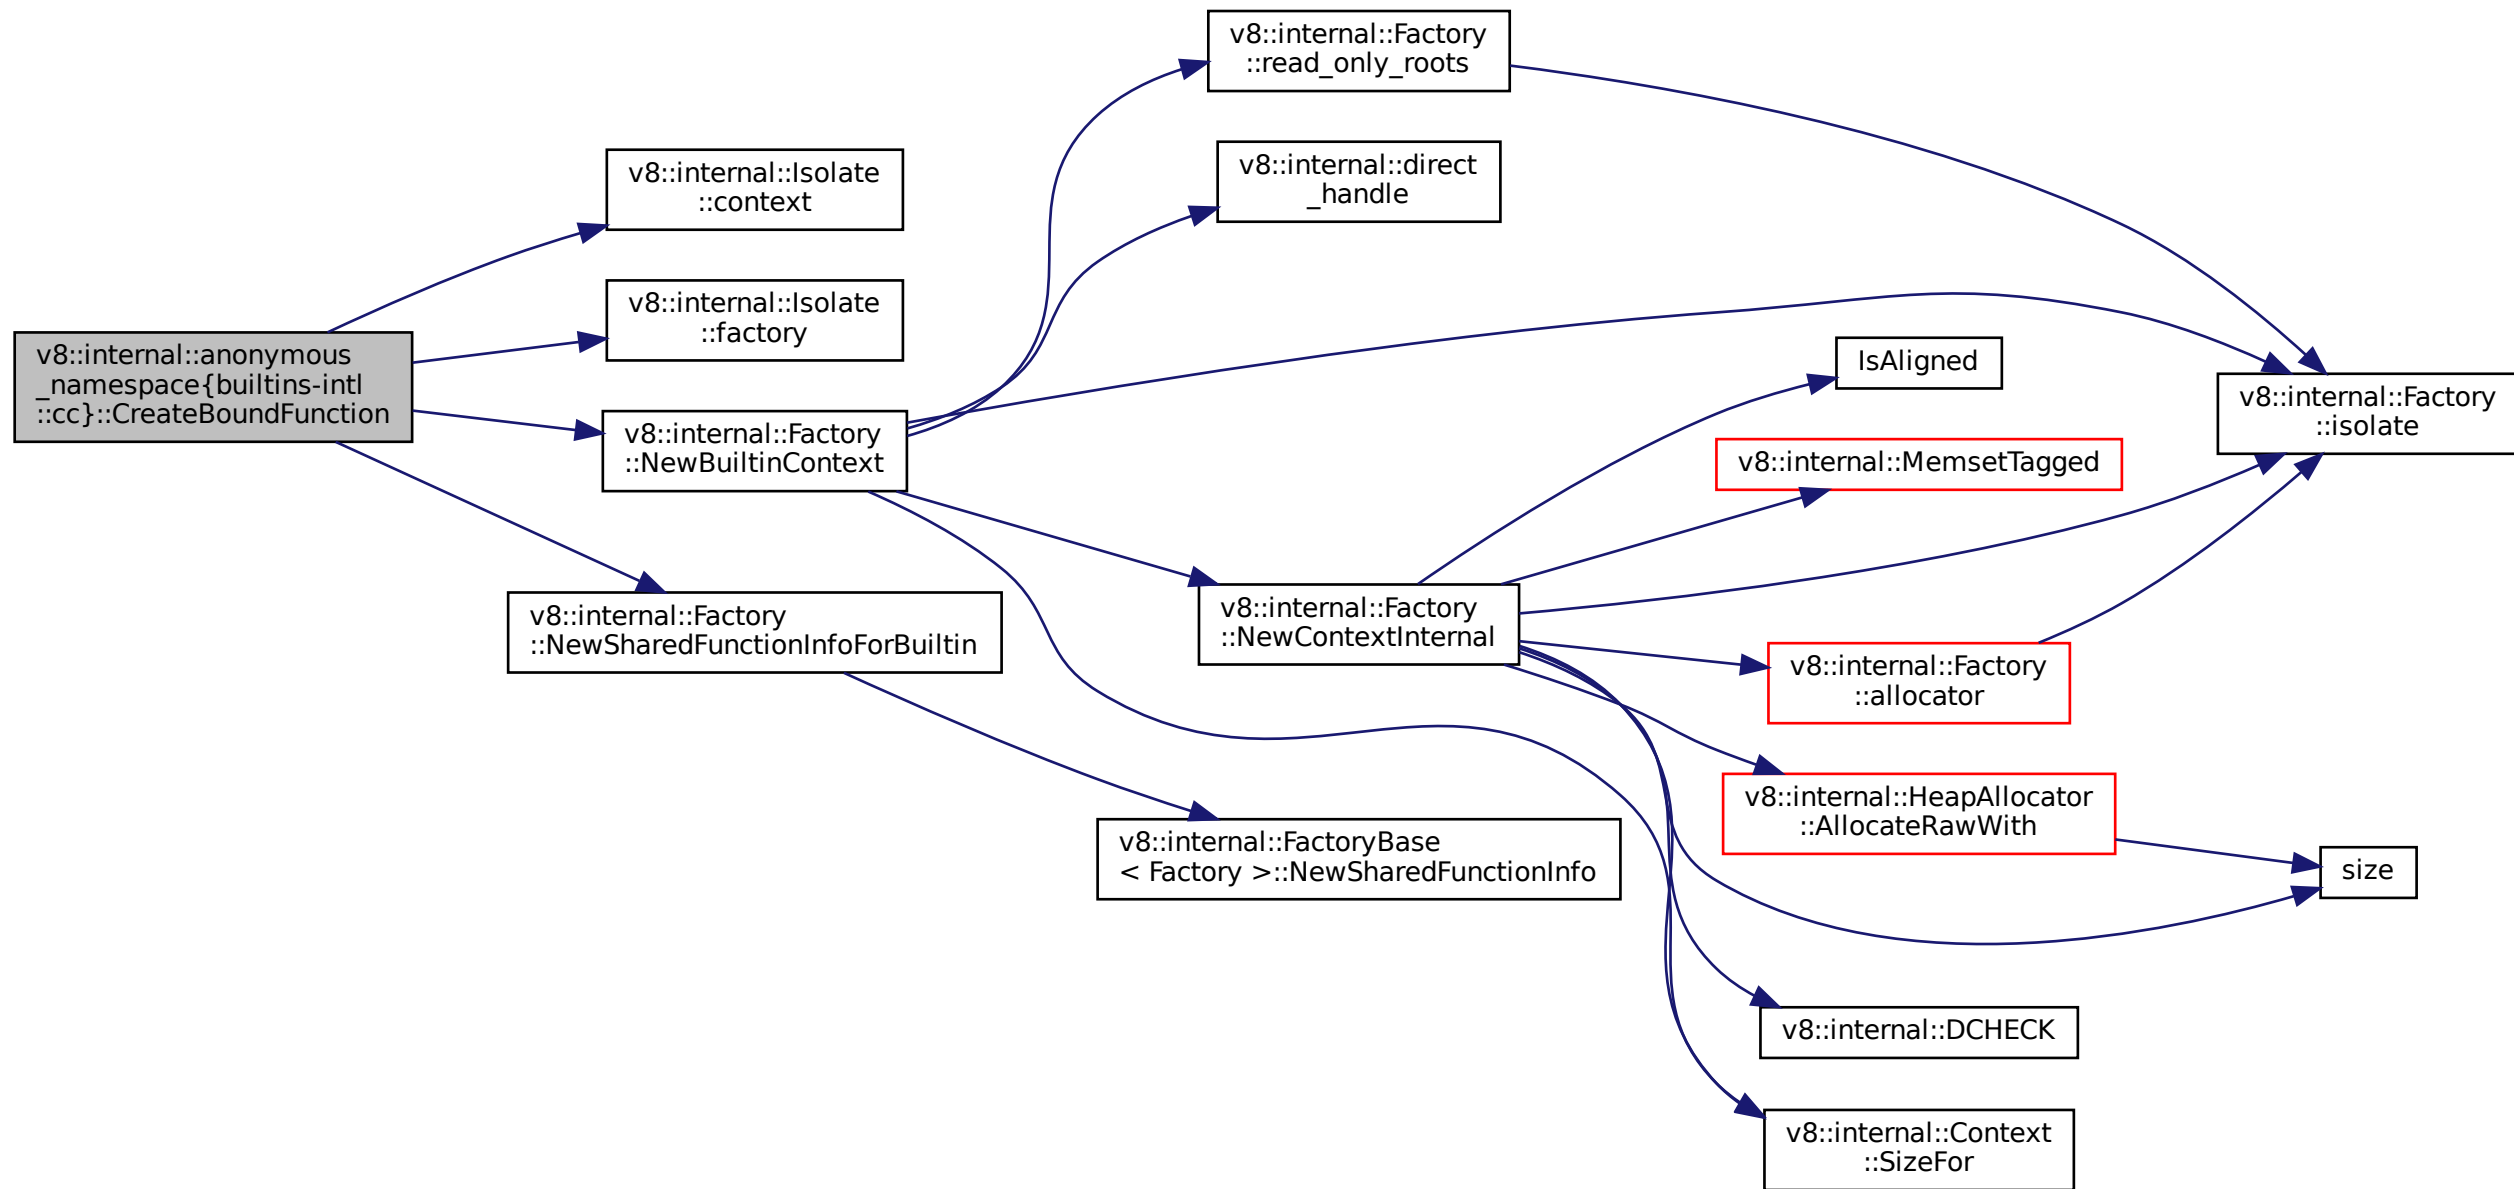 v8::internal::anonymous
_namespace{builtins-intl
::cc}::CreateBoundFunction
v8::internal::Isolate
::context
v8::internal::Isolate
::factory
v8::internal::Factory
::NewBuiltinContext
v8::internal::Factory
::NewSharedFunctionInfoForBuiltin
v8::internal::Factory
::read_only_roots
v8::internal::direct
_handle
v8::internal::Factory
::NewContextInternal
v8::internal::FactoryBase
< Factory >::NewSharedFunctionInfo
IsAligned
v8::internal::MemsetTagged
v8::internal::Factory
::allocator
v8::internal::HeapAllocator
::AllocateRawWith
v8::internal::DCHECK
v8::internal::Context
::SizeFor
v8::internal::Factory
::isolate
size